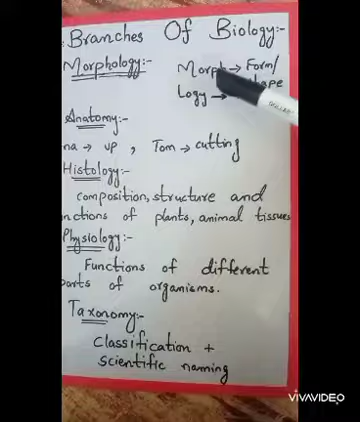 Branches Of Biology:-
Morphology:-
Morph → Form/
shape
Logy →
Anatomy:-
na → up , Tom → cutting
Histology:-
composition, structure and
nctions of plants, animal tissues
Physiology:-
Functions of different
parts of organisms.
Taxonomy:-
Classification +
scientific naming
VIVAVIDEO